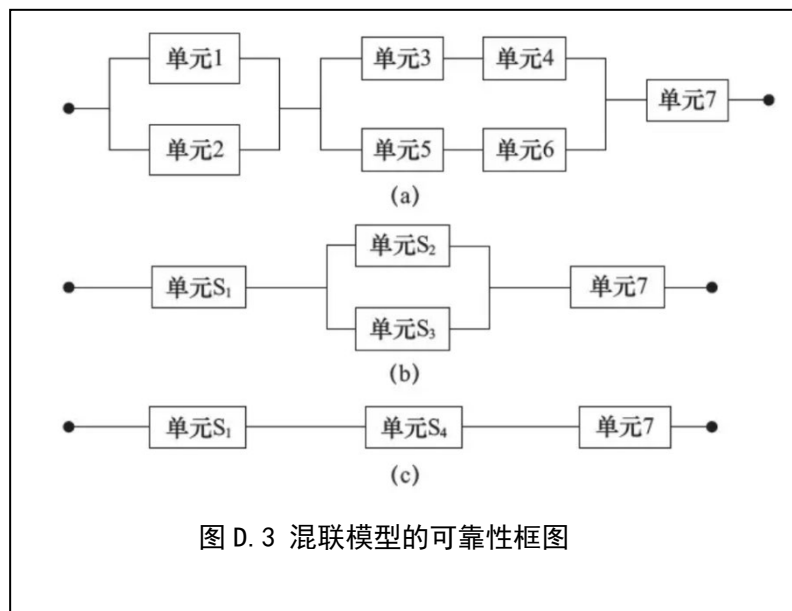 单元1 单元3 单元4
单元7
单元2 单元5 单元6
(a)
单元S₂
单元S₁ 单元7
单元S₃
(b)
单元S₁ 单元S₄ 单元7
(c)
图 D.3 混联模型的可靠性框图